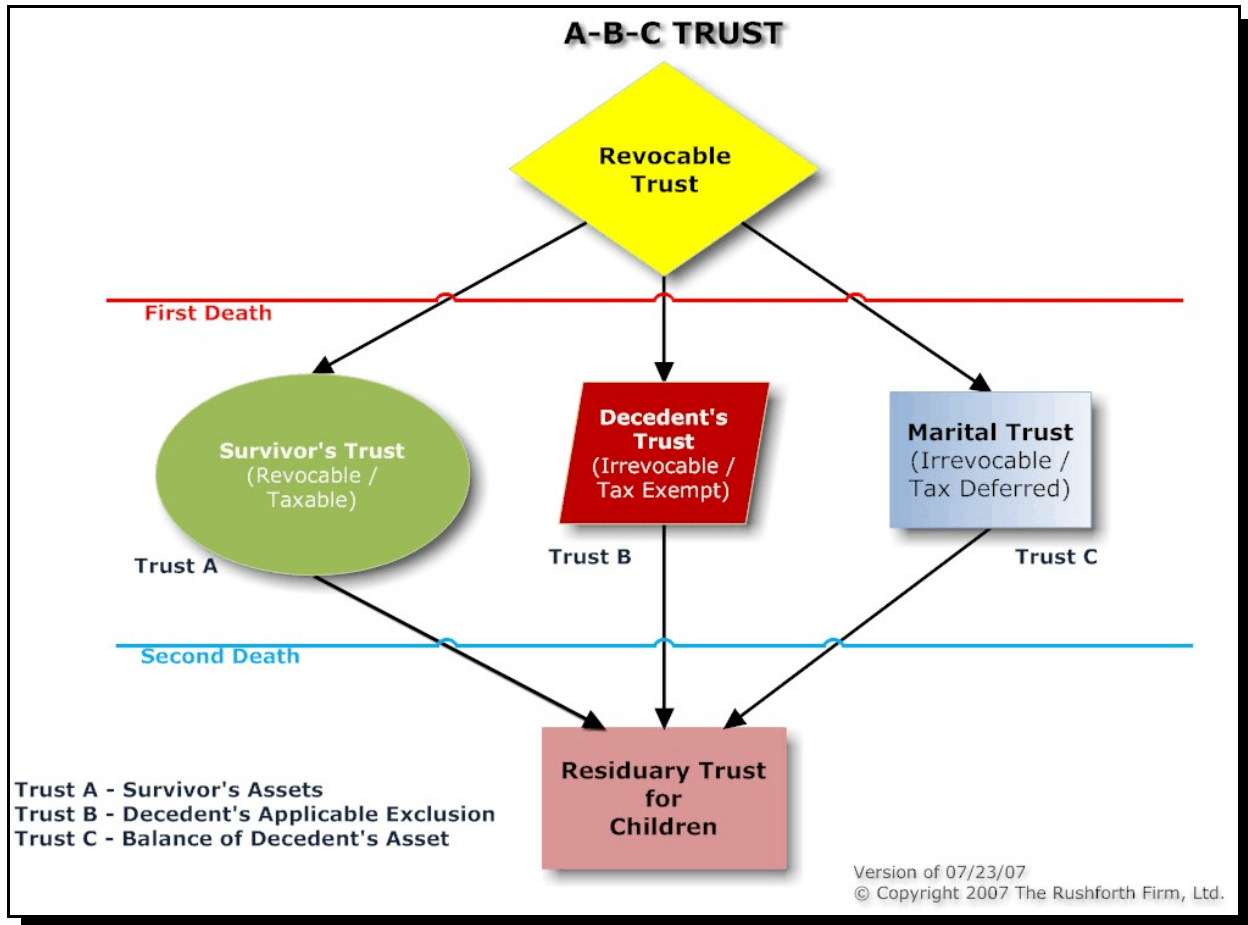 A-B-C TRUST
Revocable
Trust
First Death
Survivor's Trust
(Revocable /
Taxable)
Trust A
Decedent's
Trust
(Irrevocable /
Tax Exempt)
Trust B
Marital Trust
(Irrevocable /
Tax Deferred)
Trust C
Second Death
Residuary Trust
for
Children
Trust A - Survivor's Assets
Trust B - Decedent's Applicable Exclusion
Trust C - Balance of Decedent's Asset
Version of 07/23/07
© Copyright 2007 The Rushforth Firm, Ltd.